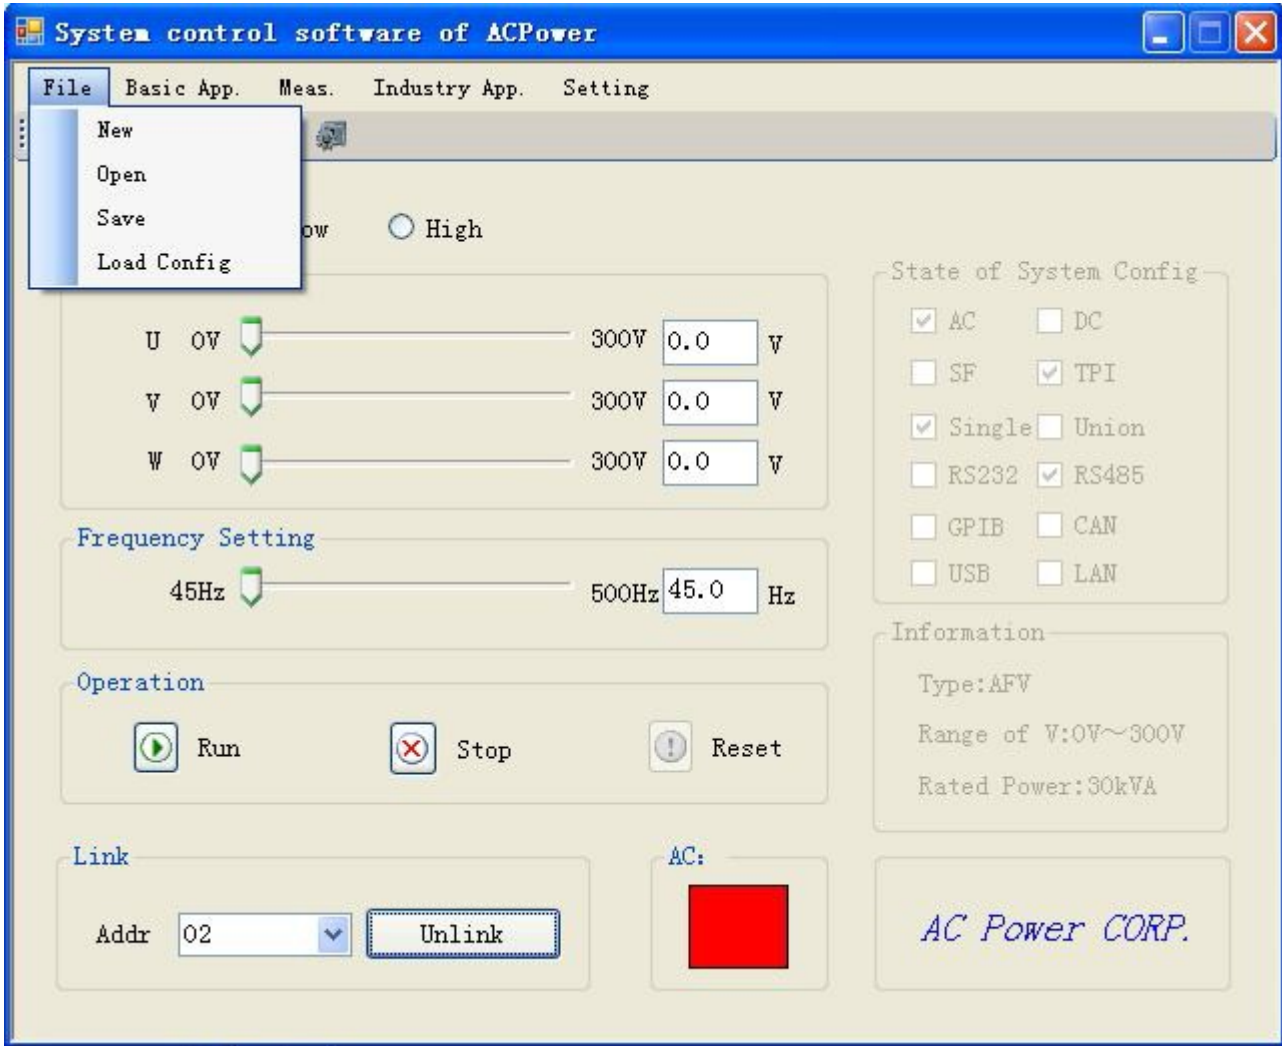 System control software of ACPower
File Basic App. Meas. Industry App. Setting
New
Open
Save
Load Config
ow High
U 0V 300V 0.0 V
V 0V 300V 0.0 V
W 0V 300V 0.0 V
Frequency Setting
45Hz 500Hz 45.0 Hz
Operation
Run Stop Reset
Link
Addr 02 Unlink
AC:
State of System Config
AC DC
SF TPI
Single Union
RS232 RS485
GPIB CAN
USB LAN
Information
Type:AFV
Range of V:0V～300V
Rated Power:30kVA
AC Power CORP.